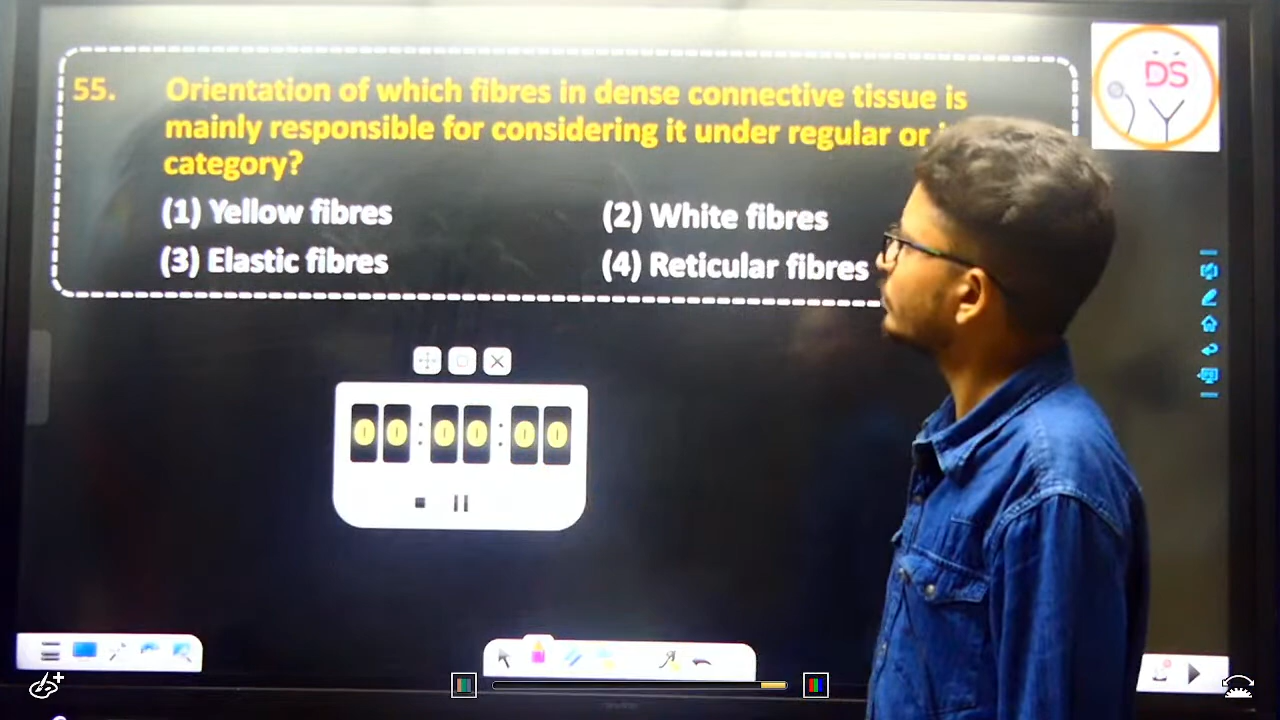 55. Orientation of which fibres in dense connective tissue is
mainly responsible for considering it under regular or
category?
(1) Yellow fibres (2) White fibres
(3) Elastic fibres (4) Reticular fibres
DS
00:00:00